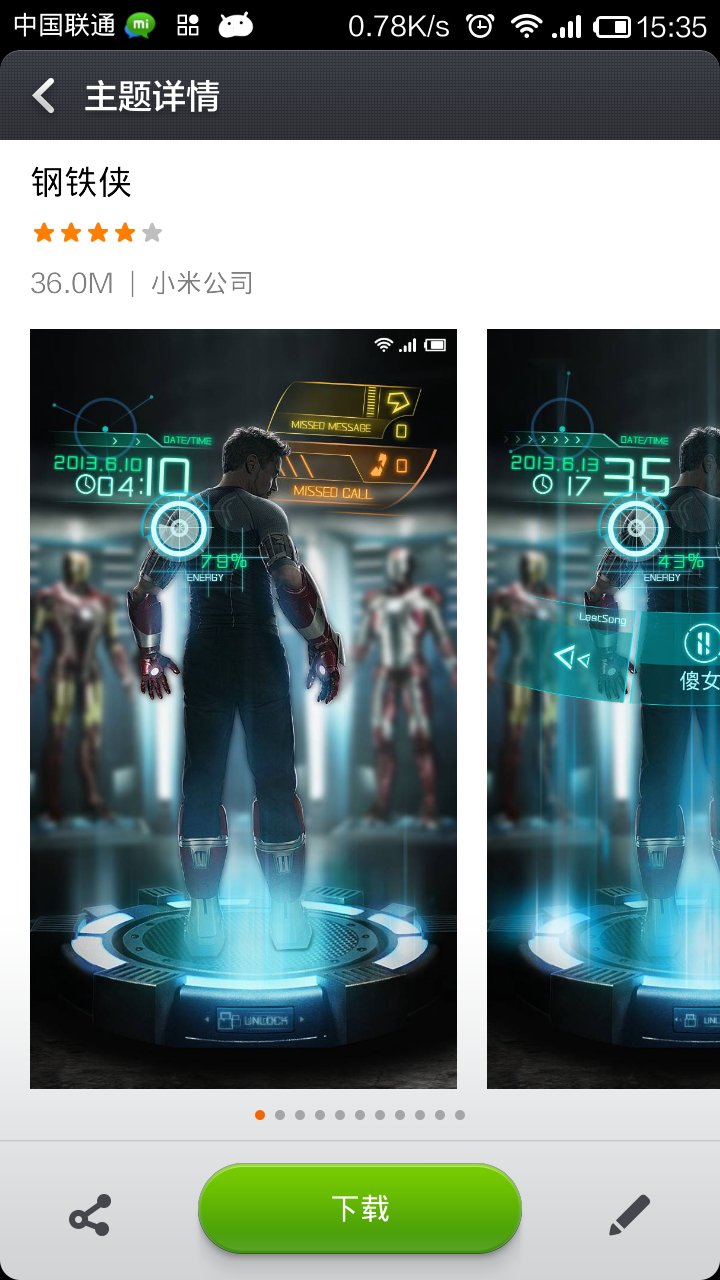 中国联通 mi 0.78K/s 15:35
主题详情
钢铁侠
36.0M | 小米公司
MISSED MESSAGE 0
DATE/TIME
2013.6.10
04:10
0
MISSED CALL
79%
ENERGY
UNLOCK
DATE/TIME
2013.6.13
17 35
43%
ENERGY
LastSong
傻女
UNL
下载